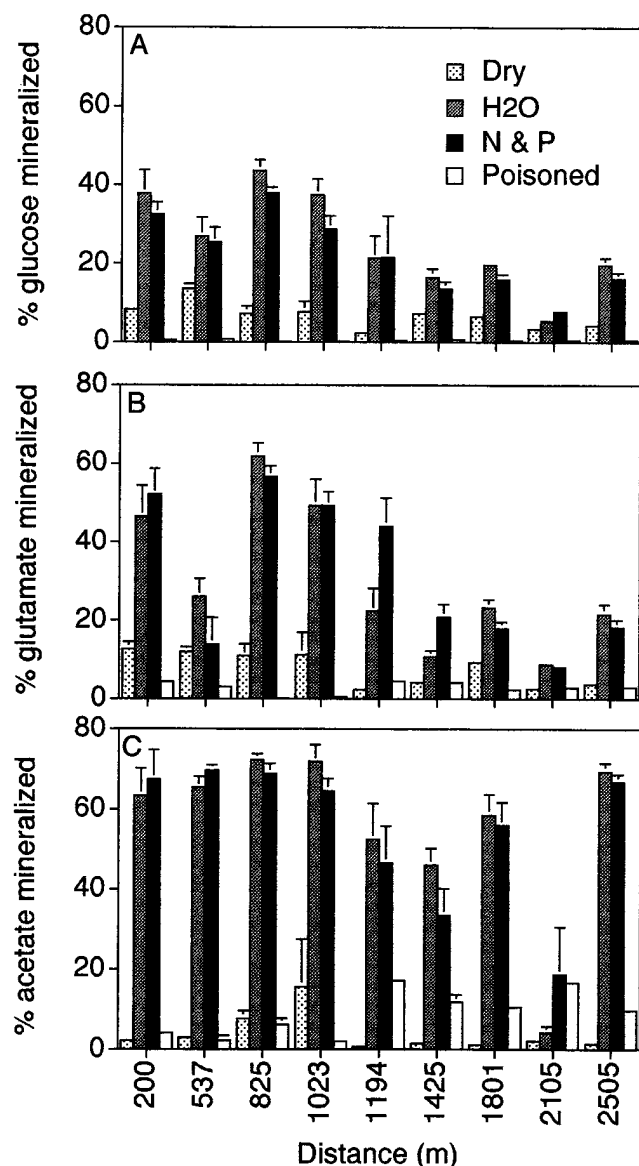 80
A
60
40
20
0
% glucose mineralized
Dry
H2O
N & P
Poisoned
80
B
60
40
20
0
% glutamate mineralized
80
C
60
40
20
0
% acetate mineralized
200
537
825
1023
1194
1425
1801
2105
2505
Distance (m)